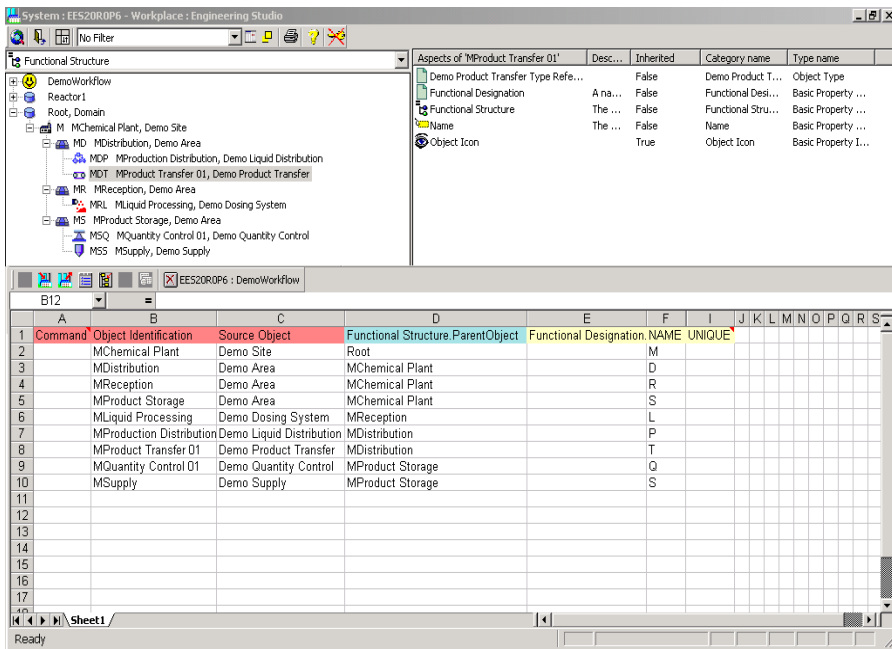 System : EES20R0P6 - Workplace : Engineering Studio
No Filter
Functional Structure
DemoWorkflow
Reactor1
Root, Domain
M MChemical Plant, Demo Site
MD MDistribution, Demo Area
MDP MProduction Distribution, Demo Liquid Distribution
MDT MProduct Transfer 01, Demo Product Transfer
MR MReception, Demo Area
MRL MLiquid Processing, Demo Dosing System
MS MProduct Storage, Demo Area
MSQ MQuantity Control 01, Demo Quantity Control
MSS MSupply, Demo Supply
Aspects of 'MProduct Transfer 01' Desc... Inherited Category name Type name
Demo Product Transfer Type Refe... False Demo Product T... Object Type
Functional Designation A na... False Functional Desi... Basic Property ...
Functional Structure The ... False Functional Stru... Basic Property ...
Name The ... False Name Basic Property ...
Object Icon True Object Icon Basic Property I...
EES20R0P6 : DemoWorkflow
B12 =
A B C D E F I J K L M N O P Q R S
1 Command Object Identification Source Object Functional Structure.ParentObject Functional Designation. NAME UNIQUE
2 MChemical Plant Demo Site Root M
3 MDistribution Demo Area MChemical Plant D
4 MReception Demo Area MChemical Plant R
5 MProduct Storage Demo Area MChemical Plant S
6 MLiquid Processing Demo Dosing System MReception L
7 MProduction Distribution Demo Liquid Distribution MDistribution P
8 MProduct Transfer 01 Demo Product Transfer MDistribution T
9 MQuantity Control 01 Demo Quantity Control MProduct Storage Q
10 MSupply Demo Supply MProduct Storage S
11
12
13
14
15
16
17
Sheet1
Ready